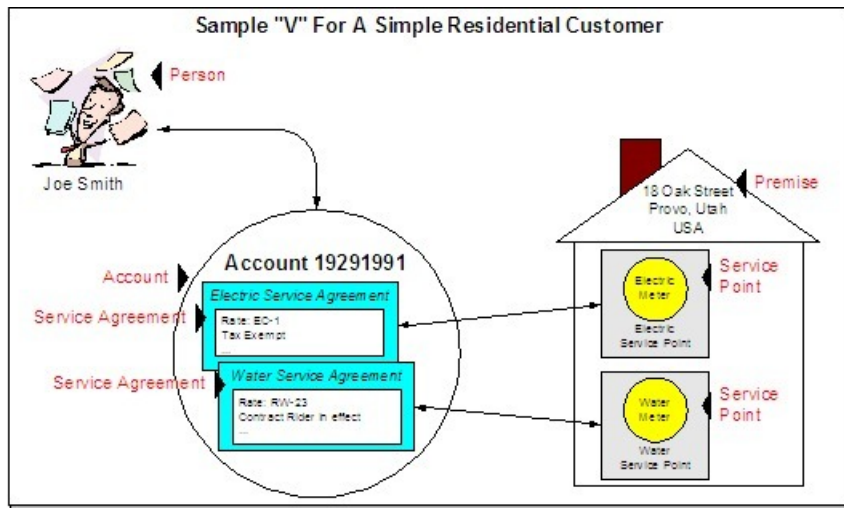 Sample "V" For A Simple Residential Customer
Person
Joe Smith
18 Oak Street
Provo, Utah
USA
Premise
Account 19291991
Account
Electric Service Agreement
Service Agreement
Rate: EC-1
Tax Exempt
...
Water Service Agreement
Service Agreement
Rate: RW-23
Contract Rider in effect
...
Electric
Meter
Electric
Service Point
Service
Point
Water
Meter
Water
Service Point
Service
Point